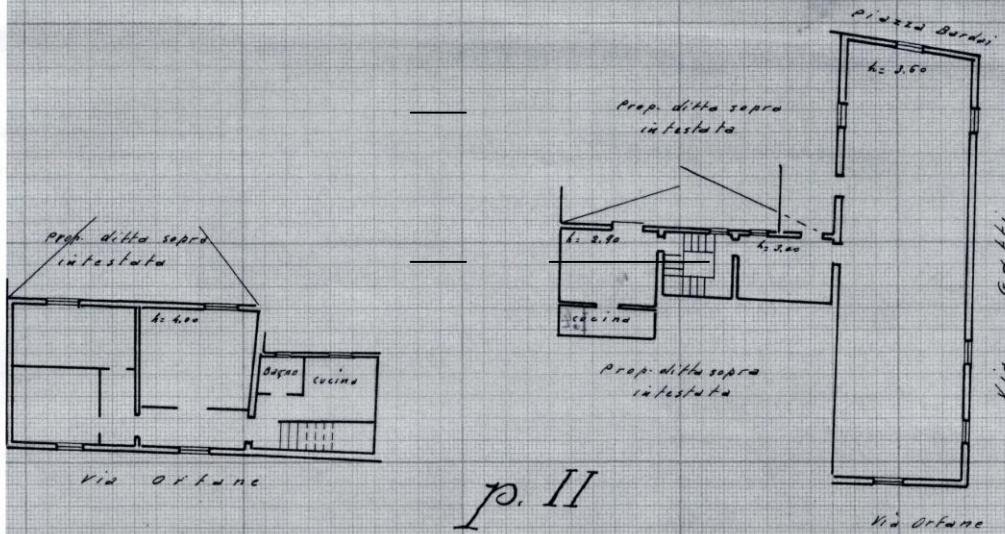 Piazza Bardai
h= 3.60
Prop. ditta sopra
intestata
Prop. ditta sopra
intestata
h= 2.90
h= 3.00
cucina
h= 4.00
Bagno
Cucina
Prop. ditta sopra
intestata
Via Orfane
p. II
Via Orfane